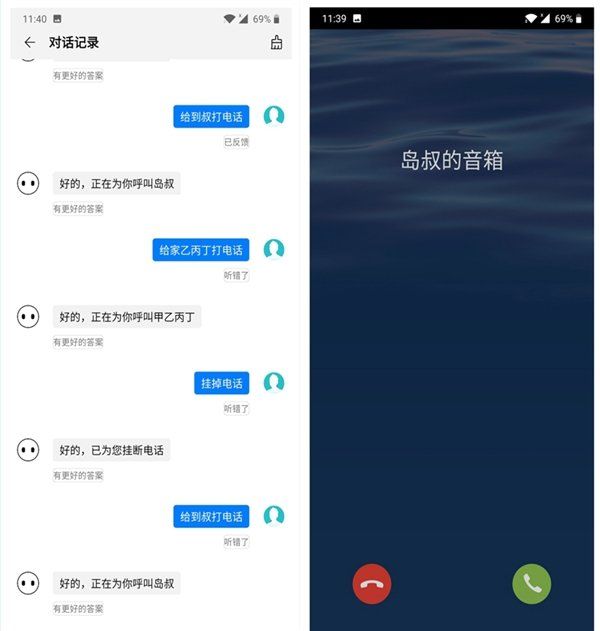 11:40
69%
对话记录
有更好的答案
给到叔打电话
已反馈
好的，正在为你呼叫岛叔
有更好的答案
给家乙丙丁打电话
听错了
好的，正在为你呼叫甲乙丙丁
有更好的答案
挂掉电话
听错了
好的，已为您挂断电话
有更好的答案
给到叔打电话
听错了
好的，正在为你呼叫岛叔
有更好的答案
11:39
69%
岛叔的音箱